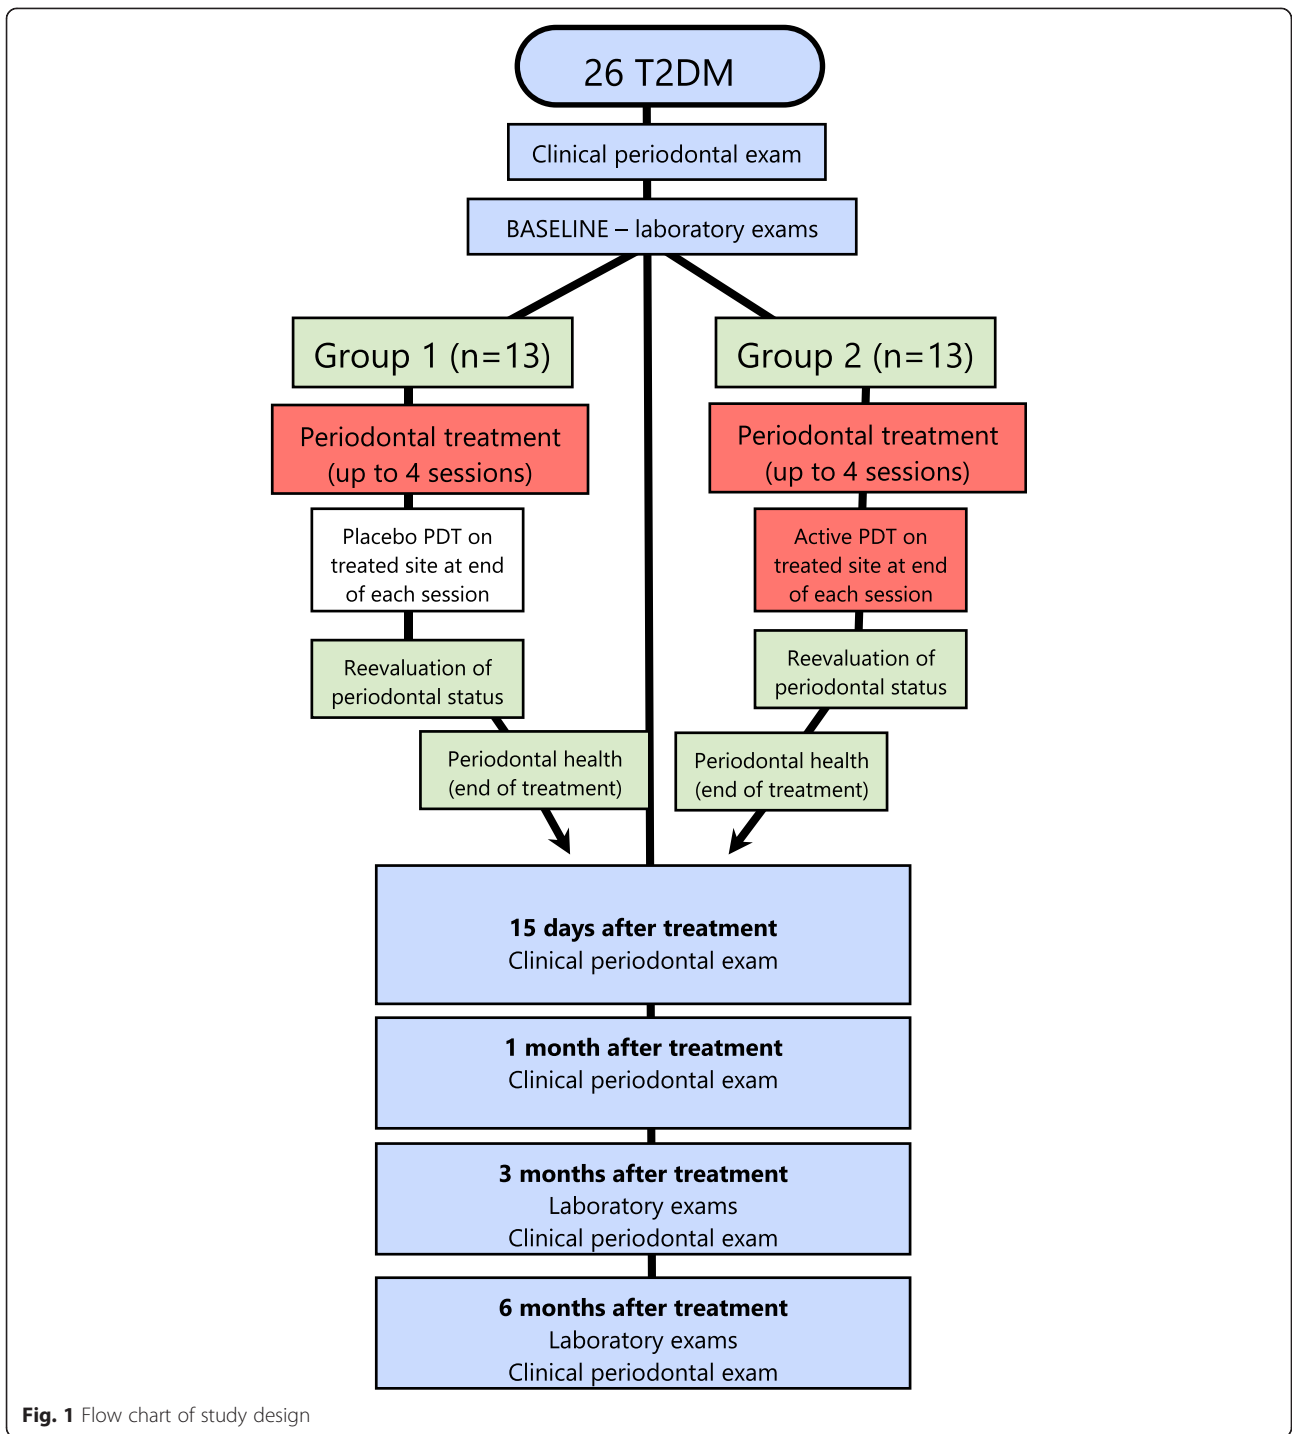 26 T2DM
Clinical periodontal exam
BASELINE – laboratory exams
Group 1 (n=13)
Periodontal treatment
(up to 4 sessions)
Placebo PDT on
treated site at end
of each session
Reevaluation of
periodontal status
Periodontal health
(end of treatment)
Group 2 (n=13)
Periodontal treatment
(up to 4 sessions)
Active PDT on
treated site at end
of each session
Reevaluation of
periodontal status
Periodontal health
(end of treatment)
15 days after treatment
Clinical periodontal exam
1 month after treatment
Clinical periodontal exam
3 months after treatment
Laboratory exams
Clinical periodontal exam
6 months after treatment
Laboratory exams
Clinical periodontal exam
Fig. 1 Flow chart of study design